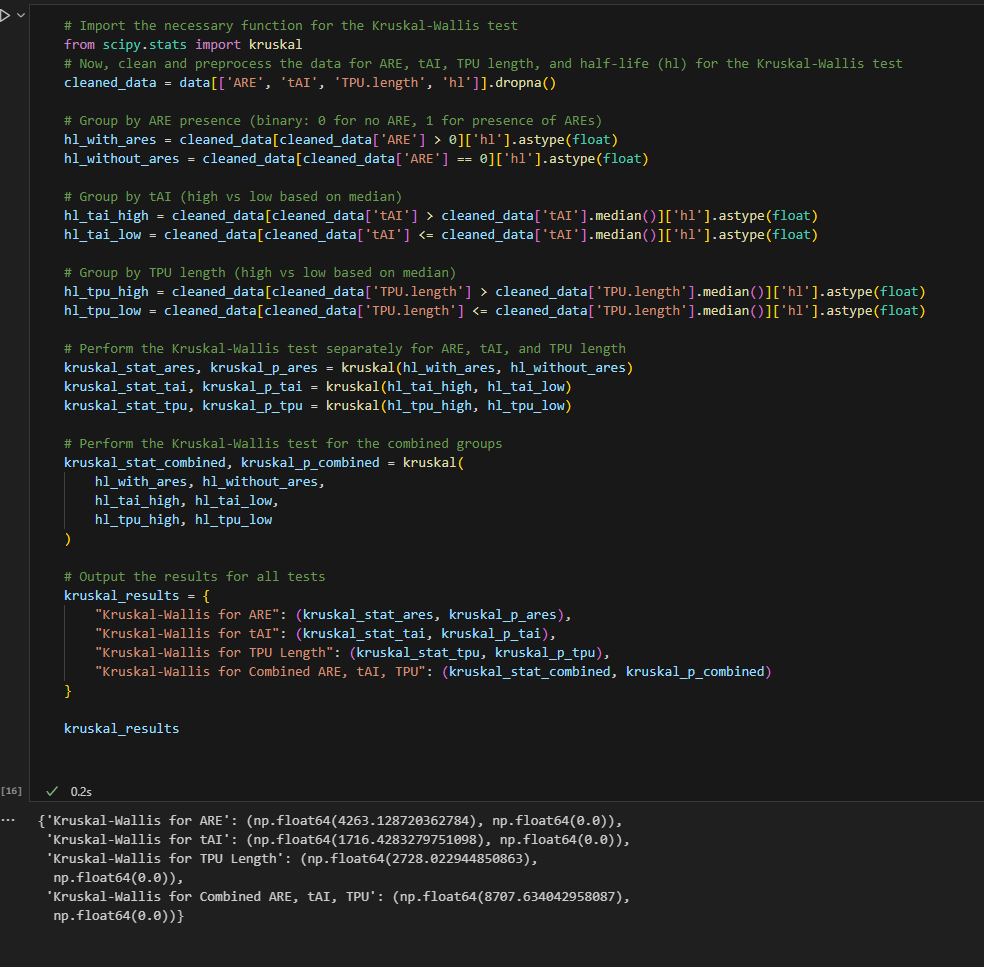 # Import the necessary function for the Kruskal-Wallis test
from scipy.stats import kruskal
# Now, clean and preprocess the data for ARE, tAI, TPU length, and half-life (hl) for the Kruskal-Wallis test
cleaned_data = data[['ARE', 'tAI', 'TPU.length', 'hl']].dropna()

# Group by ARE presence (binary: 0 for no ARE, 1 for presence of AREs)
hl_with_ares = cleaned_data[cleaned_data['ARE'] > 0]['hl'].astype(float)
hl_without_ares = cleaned_data[cleaned_data['ARE'] == 0]['hl'].astype(float)

# Group by tAI (high vs low based on median)
hl_tai_high = cleaned_data[cleaned_data['tAI'] > cleaned_data['tAI'].median()]['hl'].astype(float)
hl_tai_low = cleaned_data[cleaned_data['tAI'] <= cleaned_data['tAI'].median()]['hl'].astype(float)

# Group by TPU length (high vs low based on median)
hl_tpu_high = cleaned_data[cleaned_data['TPU.length'] > cleaned_data['TPU.length'].median()]['hl'].astype(float)
hl_tpu_low = cleaned_data[cleaned_data['TPU.length'] <= cleaned_data['TPU.length'].median()]['hl'].astype(float)

# Perform the Kruskal-Wallis test separately for ARE, tAI, and TPU length
kruskal_stat_ares, kruskal_p_ares = kruskal(hl_with_ares, hl_without_ares)
kruskal_stat_tai, kruskal_p_tai = kruskal(hl_tai_high, hl_tai_low)
kruskal_stat_tpu, kruskal_p_tpu = kruskal(hl_tpu_high, hl_tpu_low)

# Perform the Kruskal-Wallis test for the combined groups
kruskal_stat_combined, kruskal_p_combined = kruskal(
    hl_with_ares, hl_without_ares,
    hl_tai_high, hl_tai_low,
    hl_tpu_high, hl_tpu_low
)

# Output the results for all tests
kruskal_results = {
    "Kruskal-Wallis for ARE": (kruskal_stat_ares, kruskal_p_ares),
    "Kruskal-Wallis for tAI": (kruskal_stat_tai, kruskal_p_tai),
    "Kruskal-Wallis for TPU Length": (kruskal_stat_tpu, kruskal_p_tpu),
    "Kruskal-Wallis for Combined ARE, tAI, TPU": (kruskal_stat_combined, kruskal_p_combined)
}

kruskal_results

[16] 0.2s
{'Kruskal-Wallis for ARE': (np.float64(4263.128720362784), np.float64(0.0)),
 'Kruskal-Wallis for tAI': (np.float64(1716.4283279751098), np.float64(0.0)),
 'Kruskal-Wallis for TPU Length': (np.float64(2728.022944850863),
  np.float64(0.0)),
 'Kruskal-Wallis for Combined ARE, tAI, TPU': (np.float64(8707.634042958087),
  np.float64(0.0))}